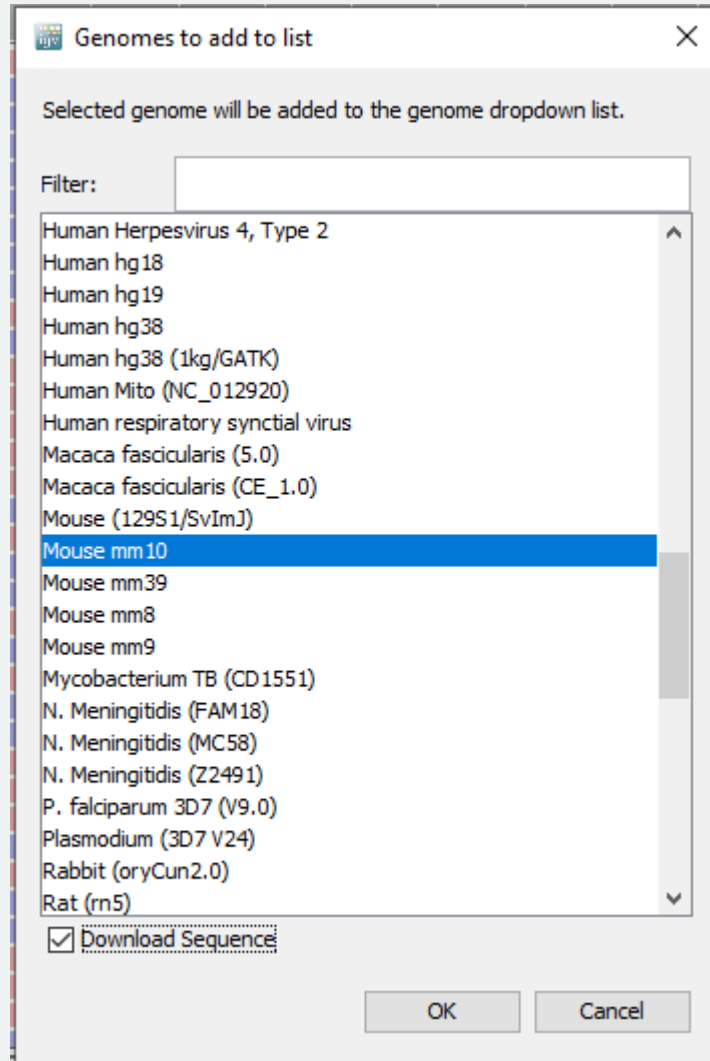 igv Genomes to add to list
Selected genome will be added to the genome dropdown list.
Filter:
Human Herpesvirus 4, Type 2
Human hg18
Human hg19
Human hg38
Human hg38 (1kg/GATK)
Human Mito (NC_012920)
Human respiratory synctial virus
Macaca fascicularis (5.0)
Macaca fascicularis (CE_1.0)
Mouse (129S1/SvImJ)
Mouse mm10
Mouse mm39
Mouse mm8
Mouse mm9
Mycobacterium TB (CD1551)
N. Meningitidis (FAM18)
N. Meningitidis (MC58)
N. Meningitidis (Z2491)
P. falciparum 3D7 (V9.0)
Plasmodium (3D7 V24)
Rabbit (oryCun2.0)
Rat (rn5)
Download Sequence
OK Cancel